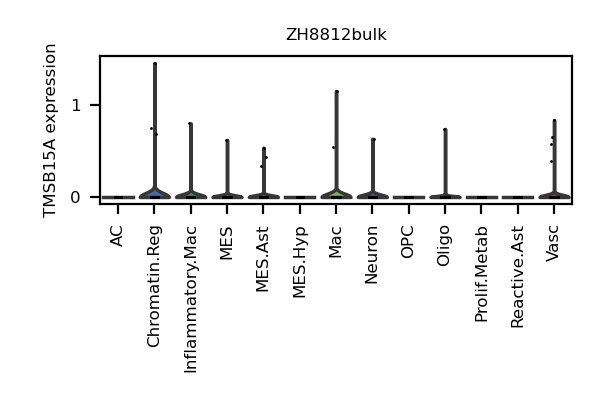 ZH8812bulk
TMSB15A expression
1
0
AC
Chromatin.Reg
Inflammatory.Mac
MES
MES.Ast
MES.Hyp
Mac
Neuron
OPC
Oligo
Prolif.Metab
Reactive.Ast
Vasc